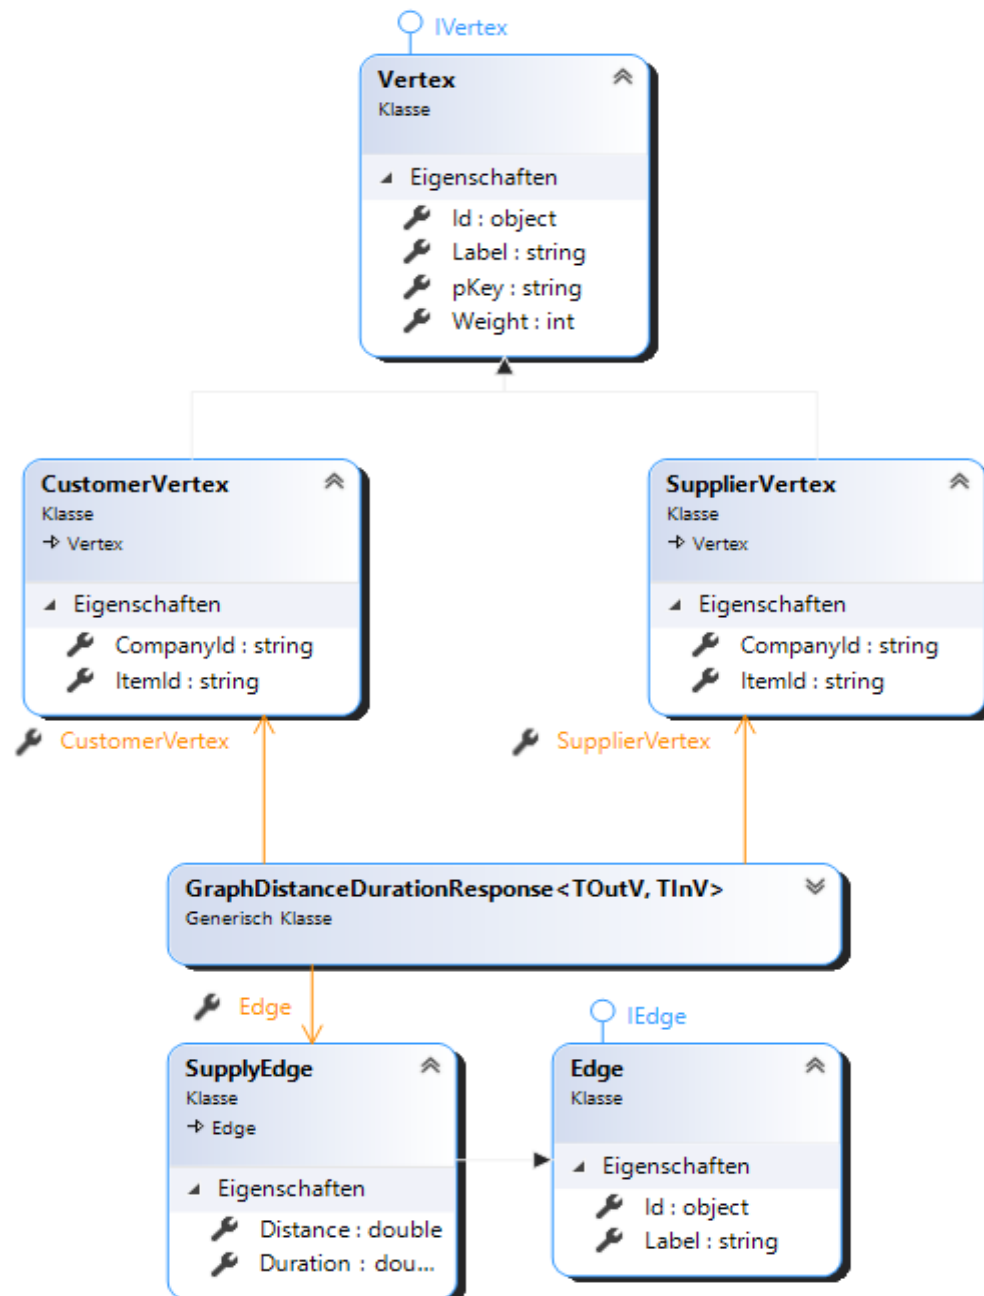 IVertex
Vertex
Klasse
Eigenschaften
Id : object
Label : string
pKey : string
Weight : int
CustomerVertex
Klasse
Vertex
Eigenschaften
CompanyId : string
ItemId : string
SupplierVertex
Klasse
Vertex
Eigenschaften
CompanyId : string
ItemId : string
CustomerVertex
SupplierVertex
GraphDistanceDurationResponse<TOutV, TInV>
Generisch Klasse
Edge
IEdge
SupplyEdge
Klasse
Edge
Eigenschaften
Distance : double
Duration : dou...
Edge
Klasse
Eigenschaften
Id : object
Label : string